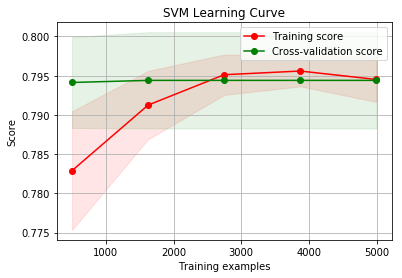 SVM Learning Curve
Training score
Cross-validation score
Score
0.800
0.795
0.790
0.785
0.780
0.775
1000 2000 3000 4000 5000
Training examples